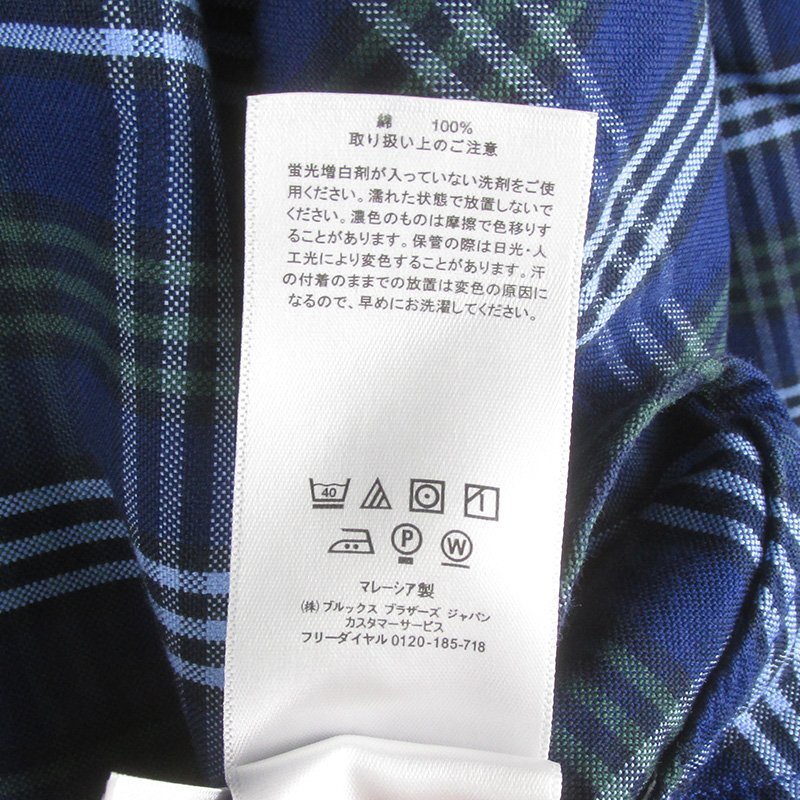 綿 100%
取り扱い上のご注意
蛍光増白剤が入っていない洗剤をご使
用ください。濡れた状態で放置しないで
ください。濃色のものは摩擦で色移りす
ることがあります。保管の際は日光・人
工光により変色することがあります。汗
の付着のままでの放置は変色の原因に
なるので、早めにお洗濯してください。
40
P W
マレーシア製
(株)ブルックス ブラザーズ ジャパン
カスタマーサービス
フリーダイヤル 0120-185-718